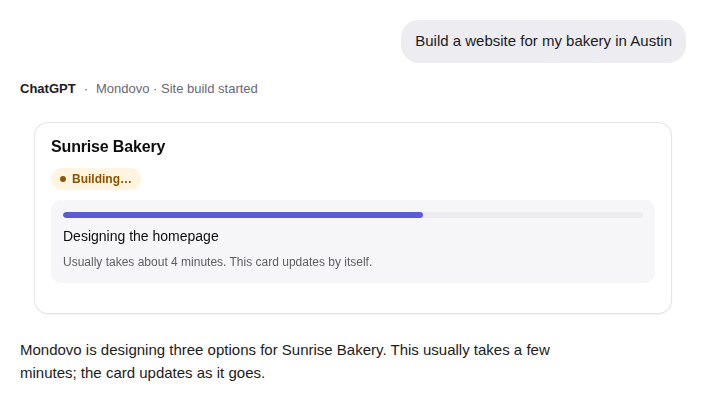 Build a website for my bakery in Austin
ChatGPT · Mondovo · Site build started
Sunrise Bakery
Building…
Designing the homepage
Usually takes about 4 minutes. This card updates by itself.
Mondovo is designing three options for Sunrise Bakery. This usually takes a few
minutes; the card updates as it goes.